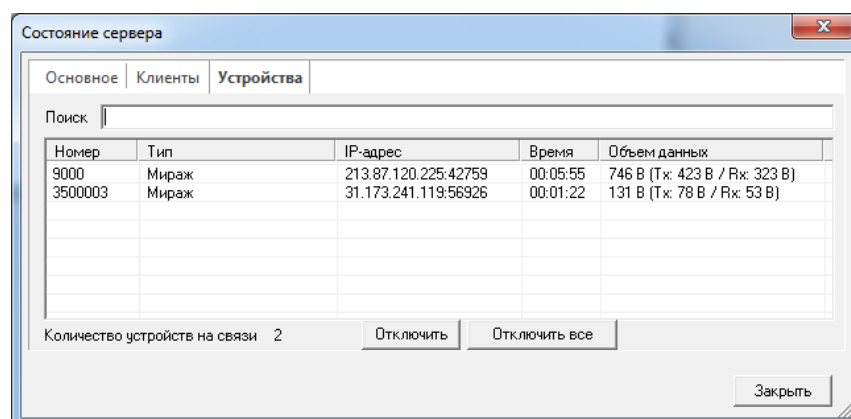 Состояние сервера
Основное Клиенты Устройства
Поиск
Номер Тип IP-адрес Время Объем данных
9000 Мираж 213.87.120.225:42759 00:05:55 746 B (Tx: 423 B / Rx: 323 B)
3500003 Мираж 31.173.241.119:56926 00:01:22 131 B (Tx: 78 B / Rx: 53 B)
Количество устройств на связи 2 Отключить Отключить все
Закрыть